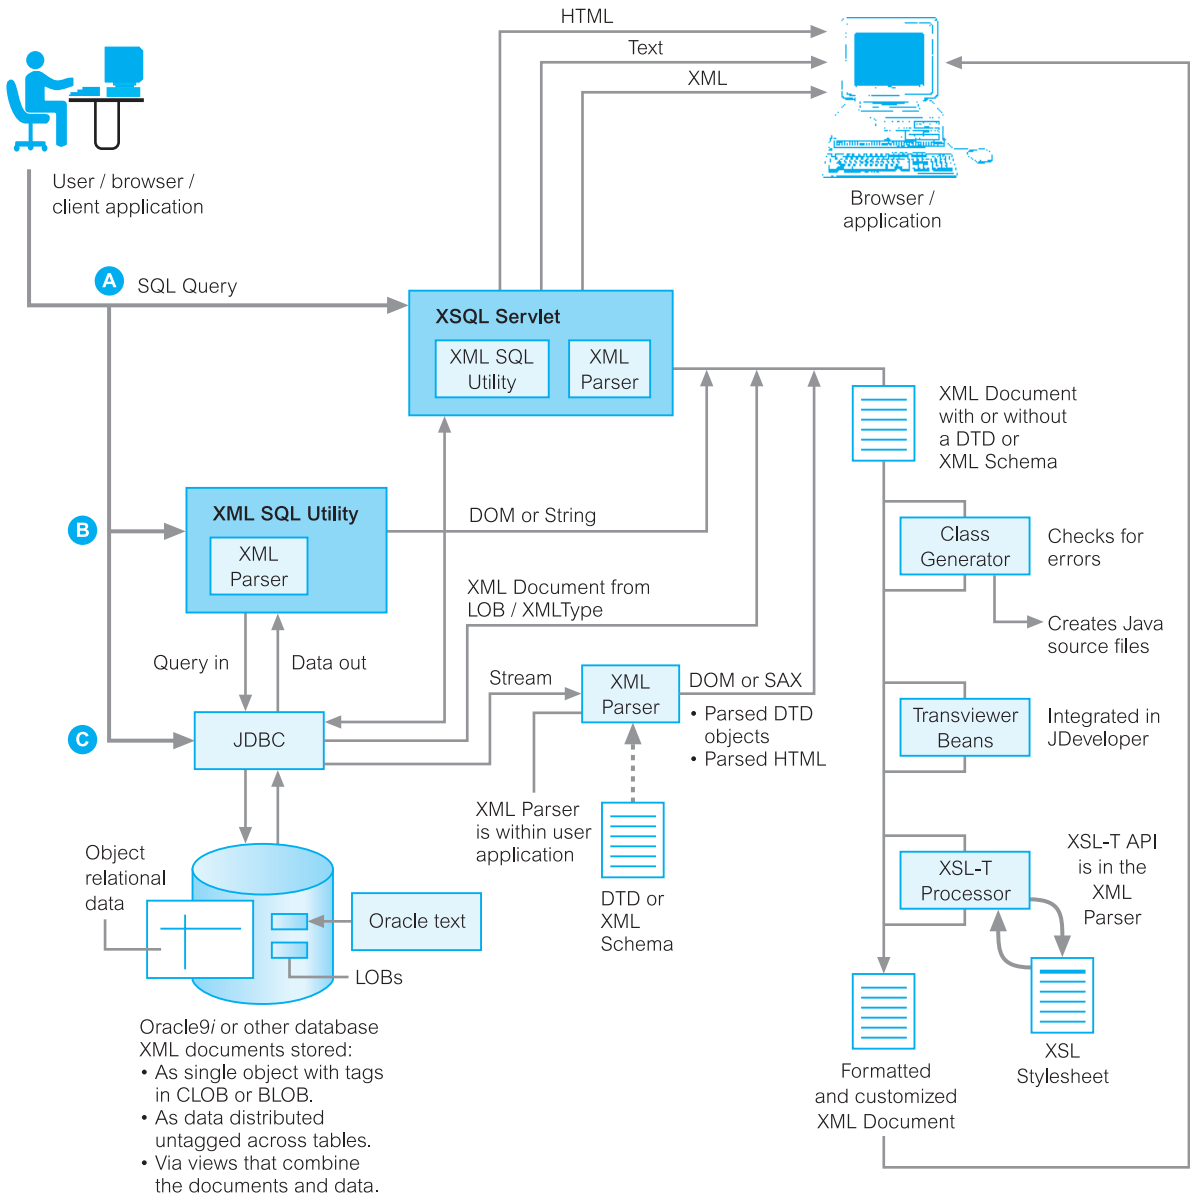 HTML
Text
XML
User / browser /
client application
Browser /
application
A
SQL Query
XSQL Servlet
XML SQL
Utility
XML
Parser
XML Document
with or without
a DTD or
XML Schema
B
XML SQL Utility
XML
Parser
DOM or String
Class
Generator
Checks for
errors
XML Document from
LOB / XMLType
Creates Java
source files
Query in
Data out
Stream
XML
Parser
DOM or SAX
• Parsed DTD
objects
• Parsed HTML
Transviewer
Beans
Integrated in
JDeveloper
C
JDBC
XML Parser
is within user
application
Object
relational
data
Oracle text
LOBs
DTD or
XML
Schema
XSL-T
Processor
XSL-T API
is in the
XML
Parser
XSL
Stylesheet
Formatted
and customized
XML Document
Oracle9i or other database
XML documents stored:
• As single object with tags
in CLOB or BLOB.
• As data distributed
untagged across tables.
• Via views that combine
the documents and data.